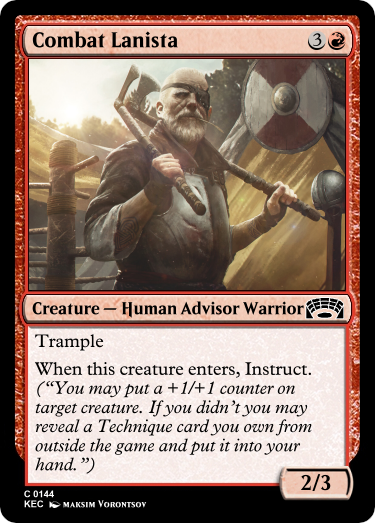 Combat Lanista 3
Creature — Human Advisor Warrior
Trample
When this creature enters, Instruct.
(“You may put a +1/+1 counter on
target creature. If you didn’t you may
reveal a Technique card you own from
outside the game and put it into your
hand.”)
2/3
C 0144
KEC MAKSIM VORONTSOV